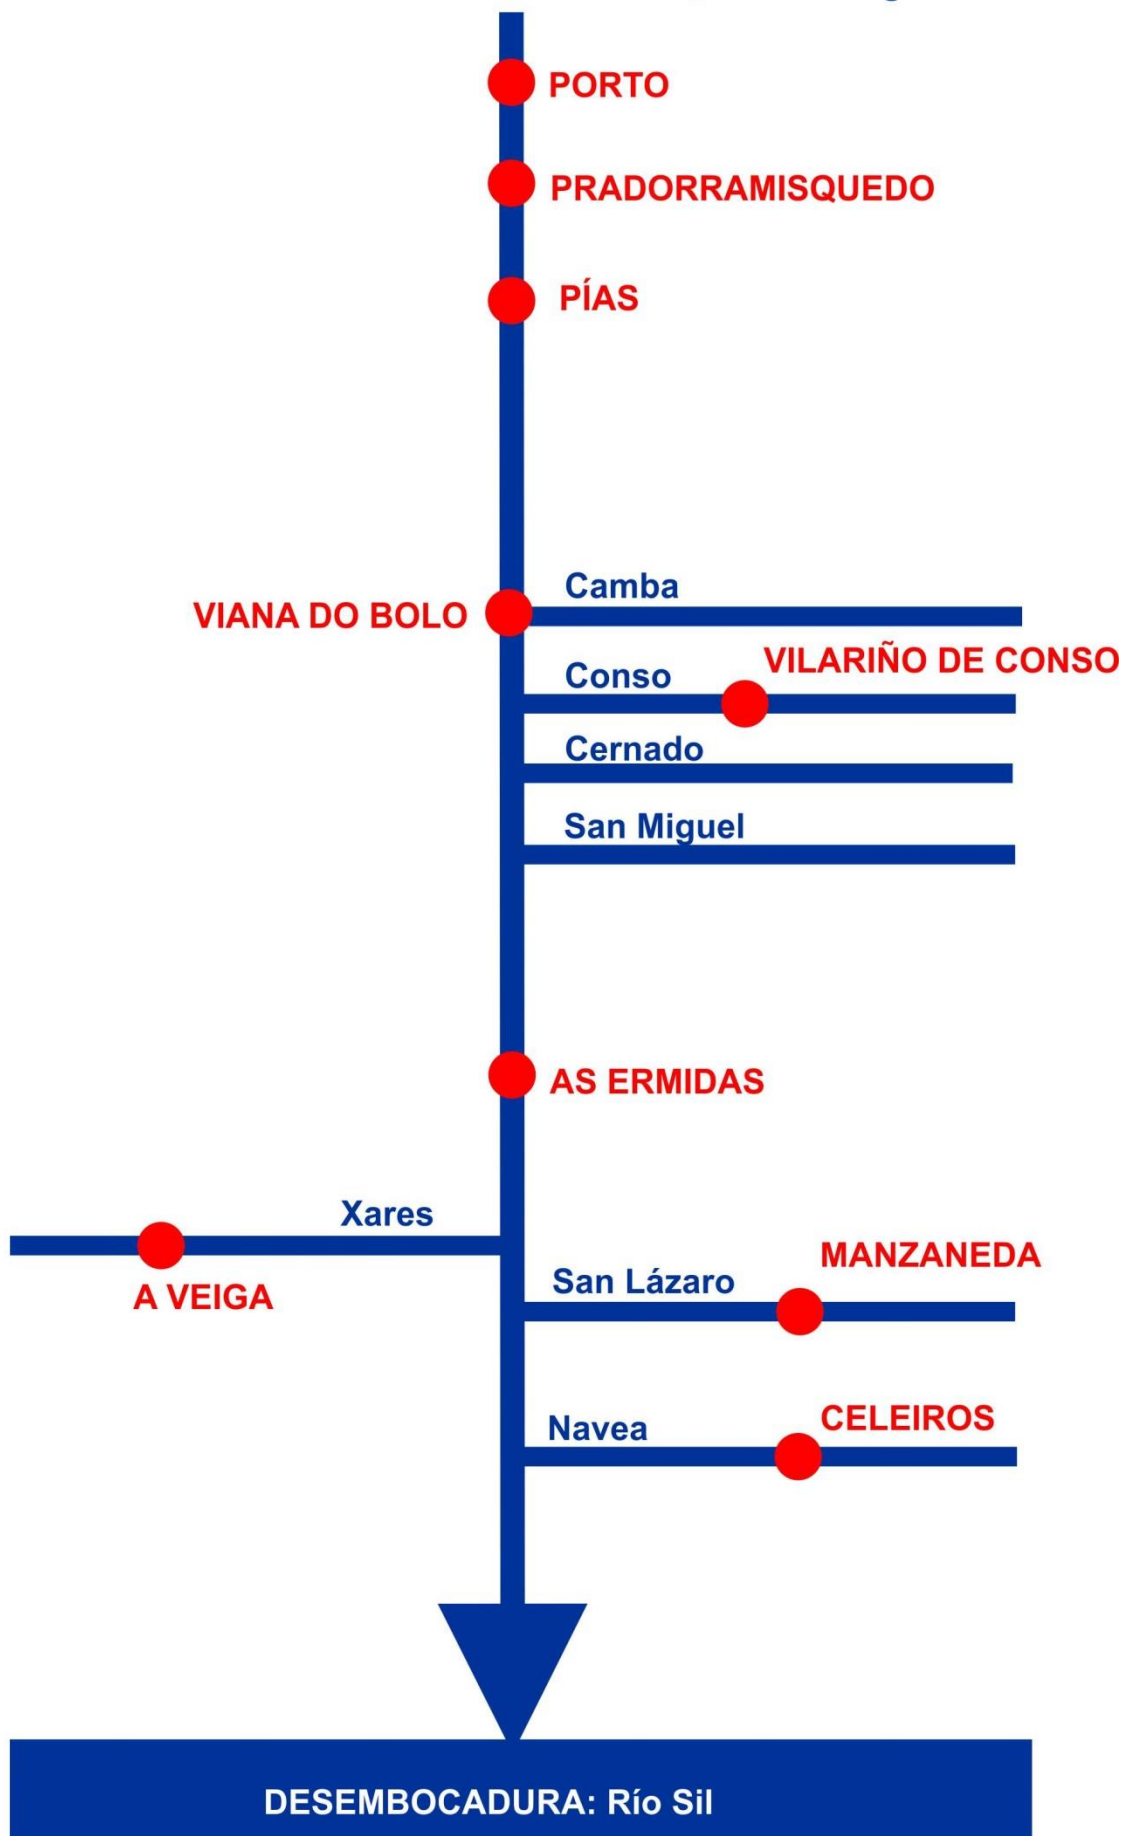 PORTO
PRADORRAMISQUEDO
PÍAS
Camba
VIANA DO BOLO
VILARIÑO DE CONSO
Conso
Cernado
San Miguel
AS ERMIDAS
Xares
MANZANEDA
San Lázaro
A VEIGA
CELEIROS
Navea
DESEMBOCADURA: Río Sil